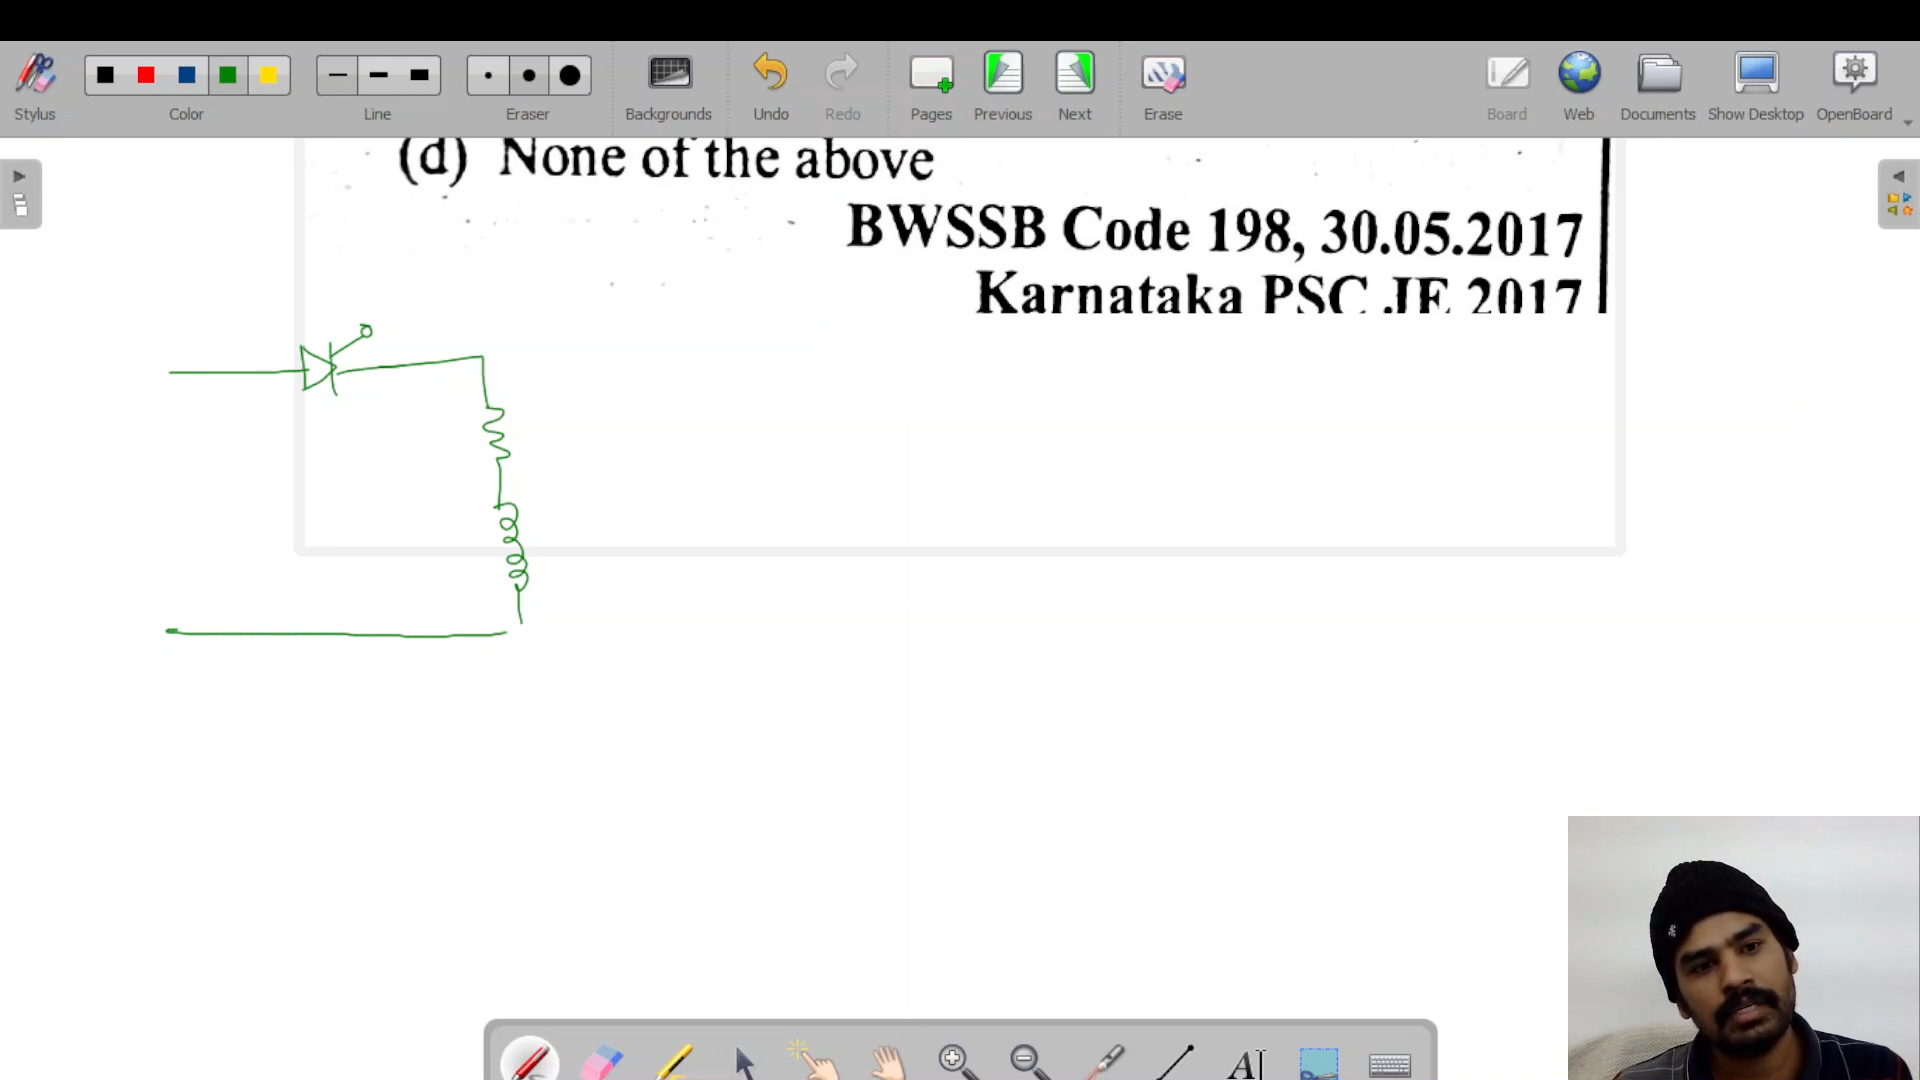 Stylus Color Line Eraser Backgrounds Undo Redo Pages Previous Next Erase Board Web Documents Show Desktop OpenBoard
(d) None of the above
BWSSB Code 198, 30.05.2017
Karnataka PSC JE 2017
A